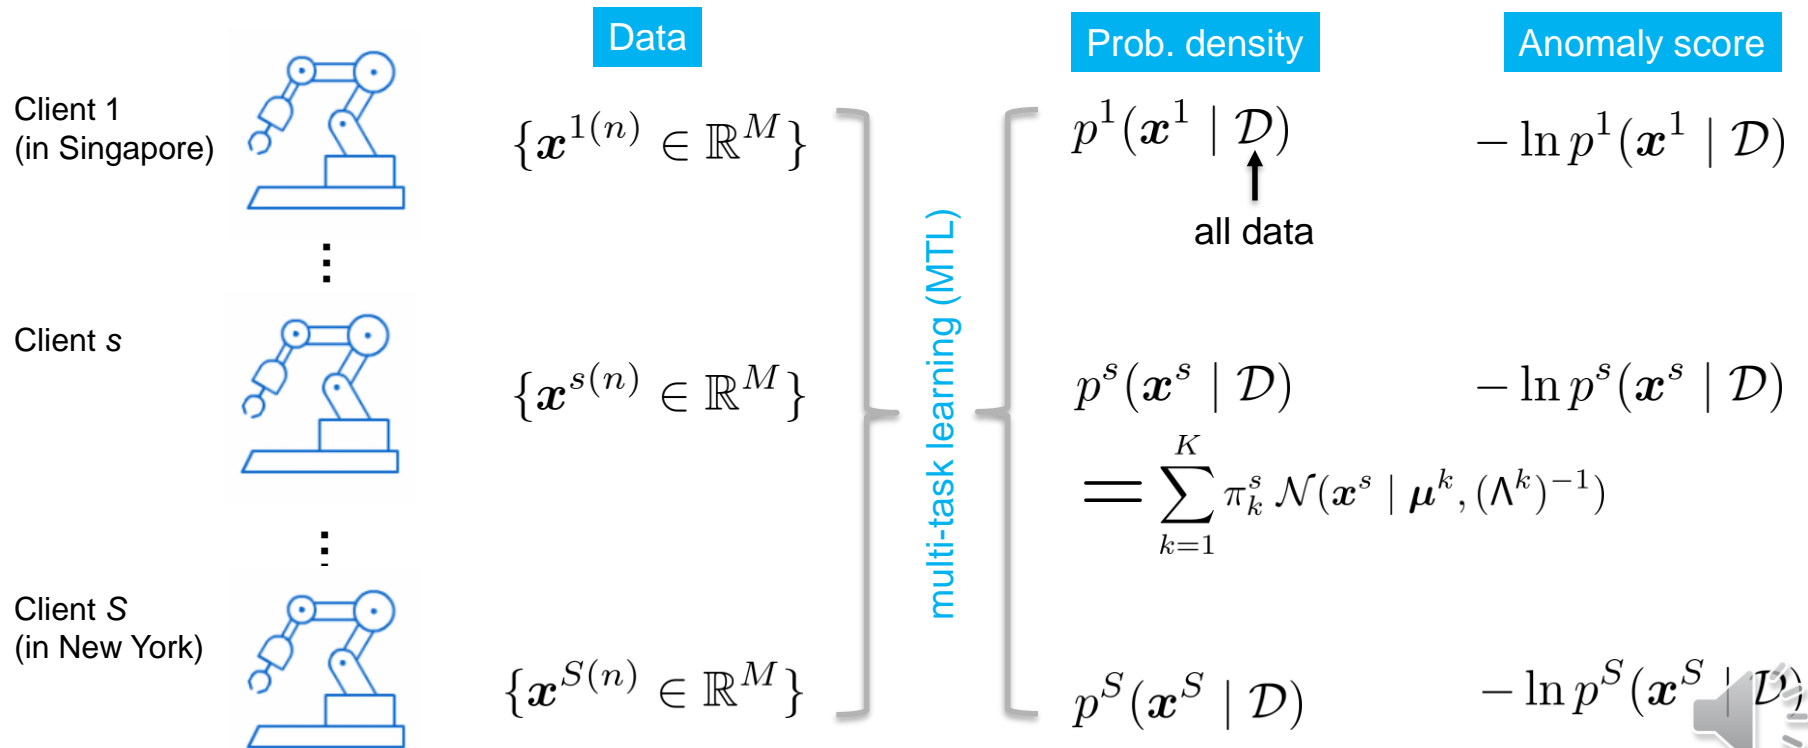 Data
Prob. density
Anomaly score
Client 1
(in Singapore)
{𝒙^{1(n)} ∈ ℝ^M}
p^1(𝒙^1 | 𝒟)
− ln p^1(𝒙^1 | 𝒟)
all data
multi-task learning (MTL)
Client s
{𝒙^{s(n)} ∈ ℝ^M}
p^s(𝒙^s | 𝒟)
− ln p^s(𝒙^s | 𝒟)
= ∑_{k=1}^{K} π_k^s 𝒩(𝒙^s | 𝝁^k, (Λ^k)^{−1})
Client S
(in New York)
{𝒙^{S(n)} ∈ ℝ^M}
p^S(𝒙^S | 𝒟)
− ln p^S(𝒙^S | 𝒟)